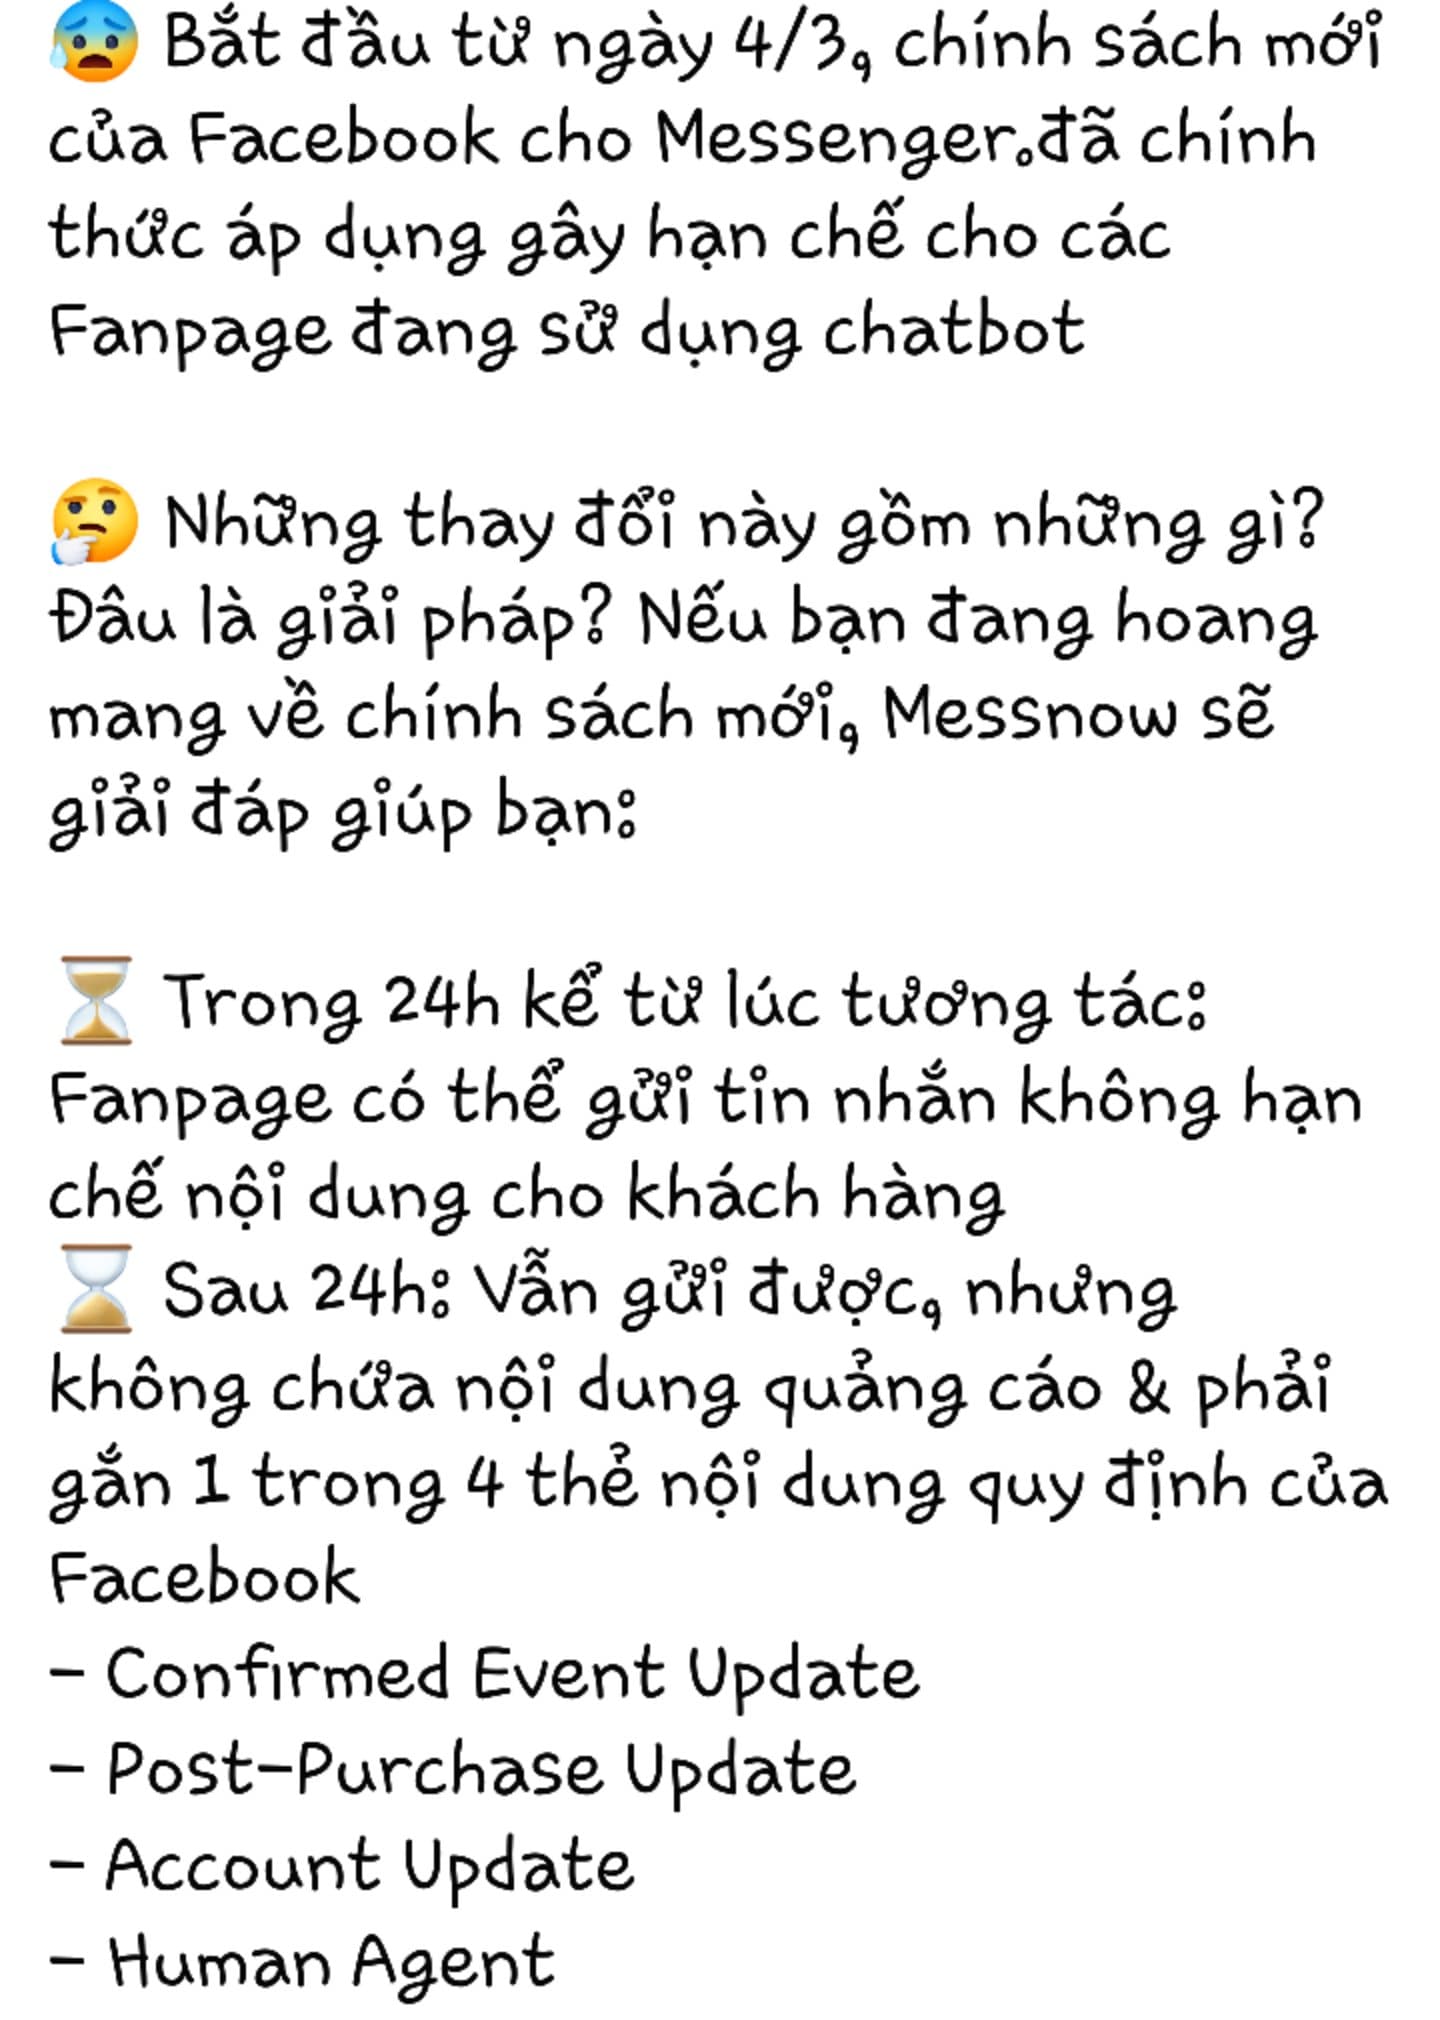 😰 Bắt đầu từ ngày 4/3, chính sách mới
của Facebook cho Messenger.đã chính
thức áp dụng gây hạn chế cho các
Fanpage đang sử dụng chatbot
🤔 Những thay đổi này gồm những gì?
Đâu là giải pháp? Nếu bạn đang hoang
mang về chính sách mới, Messnow sẽ
giải đáp giúp bạn:
⏳ Trong 24h kể từ lúc tương tác:
Fanpage có thể gửi tin nhắn không hạn
chế nội dung cho khách hàng
⌛ Sau 24h: Vẫn gửi được, nhưng
không chứa nội dung quảng cáo & phải
gắn 1 trong 4 thẻ nội dung quy định của
Facebook
- Confirmed Event Update
- Post-Purchase Update
- Account Update
- Human Agent